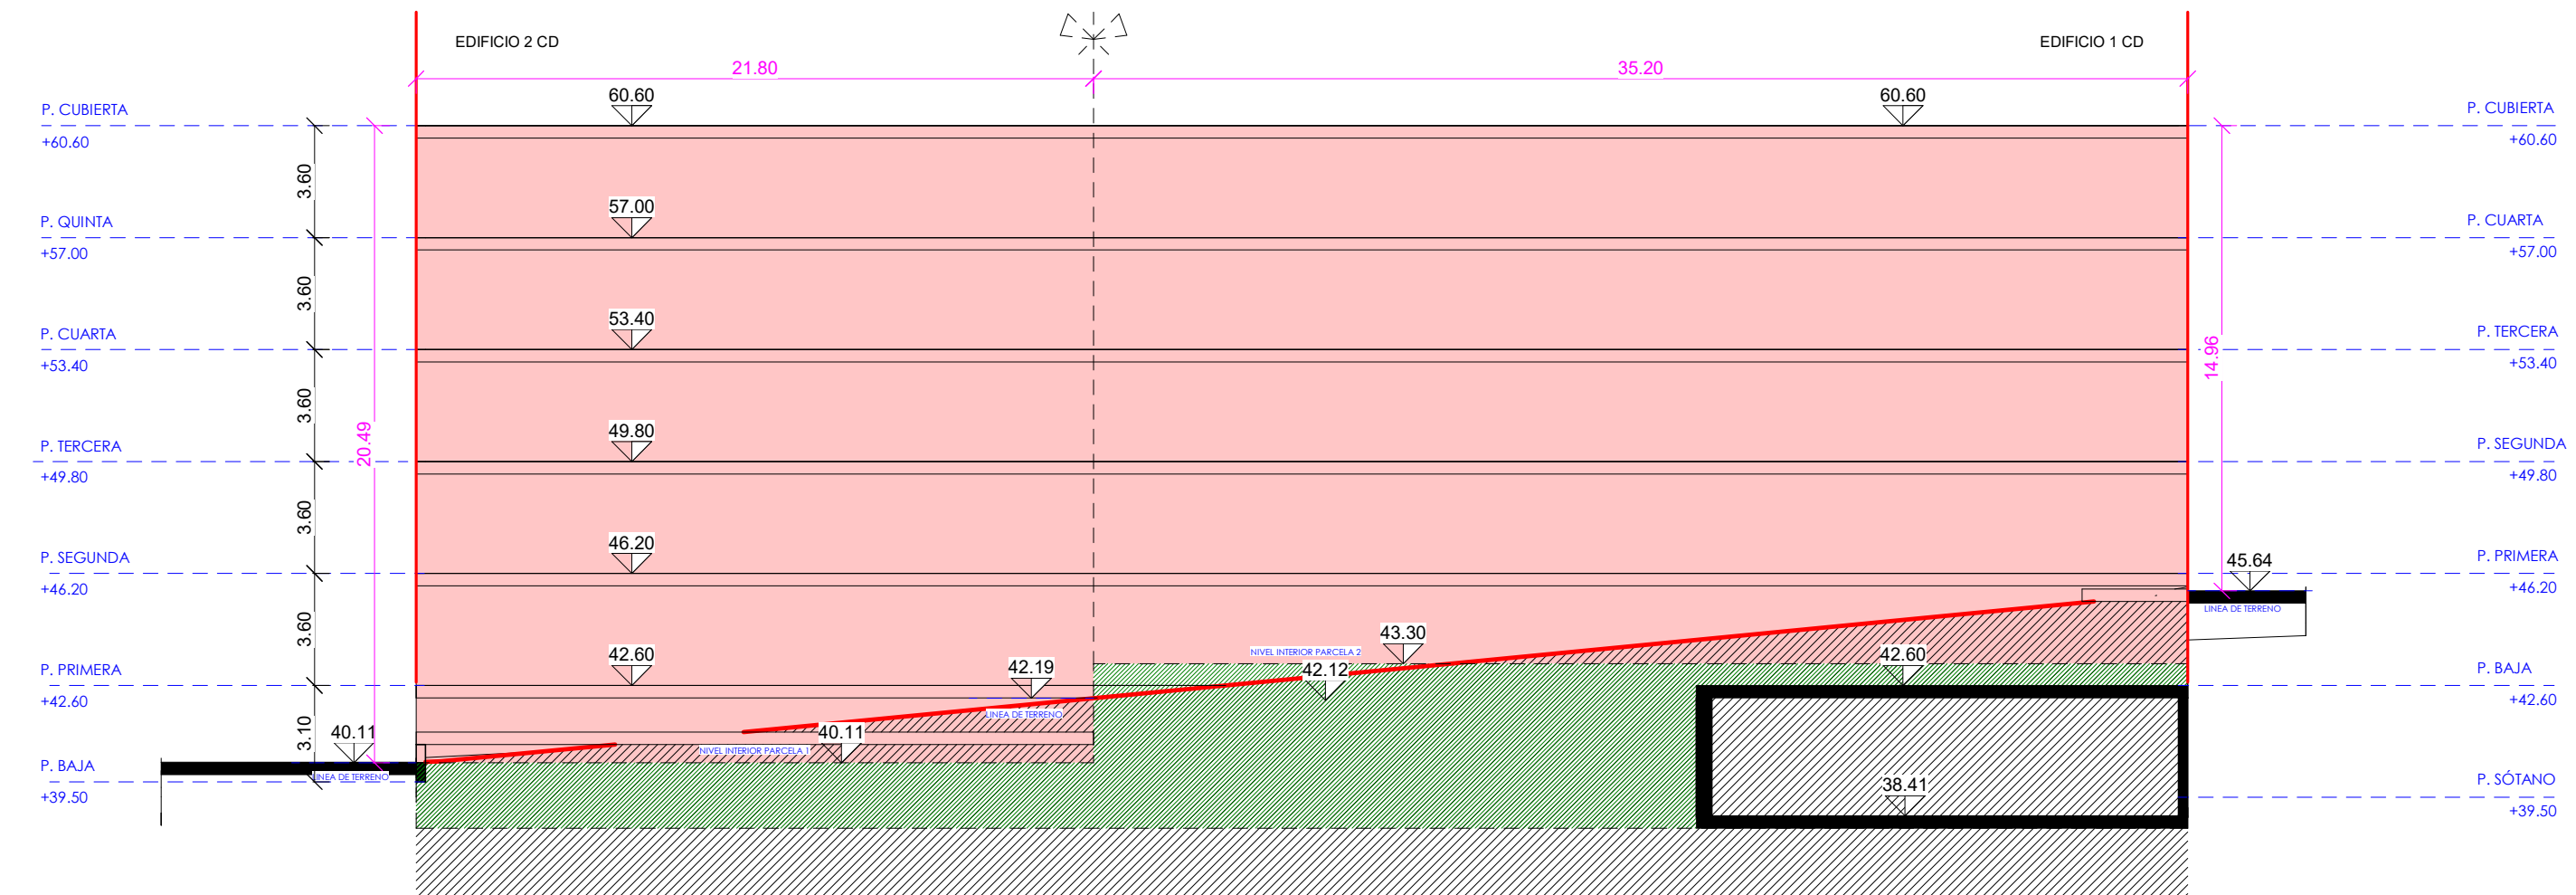 EDIFICIO 2 CD
EDIFICIO 1 CD
21.80
35.20
60.60
60.60
P. CUBIERTA
+60.60
P. CUBIERTA
+60.60
3.60
57.00
P. QUINTA
+57.00
P. CUARTA
+57.00
3.60
53.40
P. CUARTA
+53.40
P. TERCERA
+53.40
14.96
3.60
20.49
49.80
P. TERCERA
+49.80
P. SEGUNDA
+49.80
3.60
46.20
P. SEGUNDA
+46.20
P. PRIMERA
+46.20
45.64
LINEA DE TERRENO
3.60
43.30
NIVEL INTERIOR PARCELA 2
42.60
42.19
42.12
42.60
P. PRIMERA
+42.60
P. BAJA
+42.60
LINEA DE TERRENO
3.10
40.11
40.11
NIVEL INTERIOR PARCELA 1
P. BAJA
+39.50
LINEA DE TERRENO
38.41
P. SÓTANO
+39.50